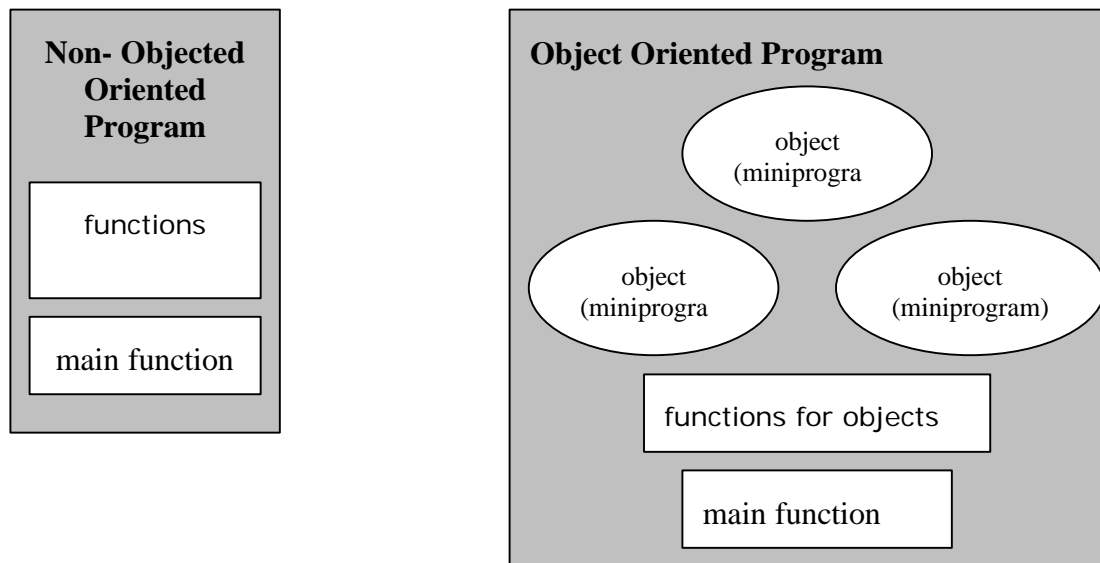 Non- Objected
Oriented
Program
functions
main function
Object Oriented Program
object
(miniprogra
object
(miniprogra
object
(miniprogram)
functions for objects
main function